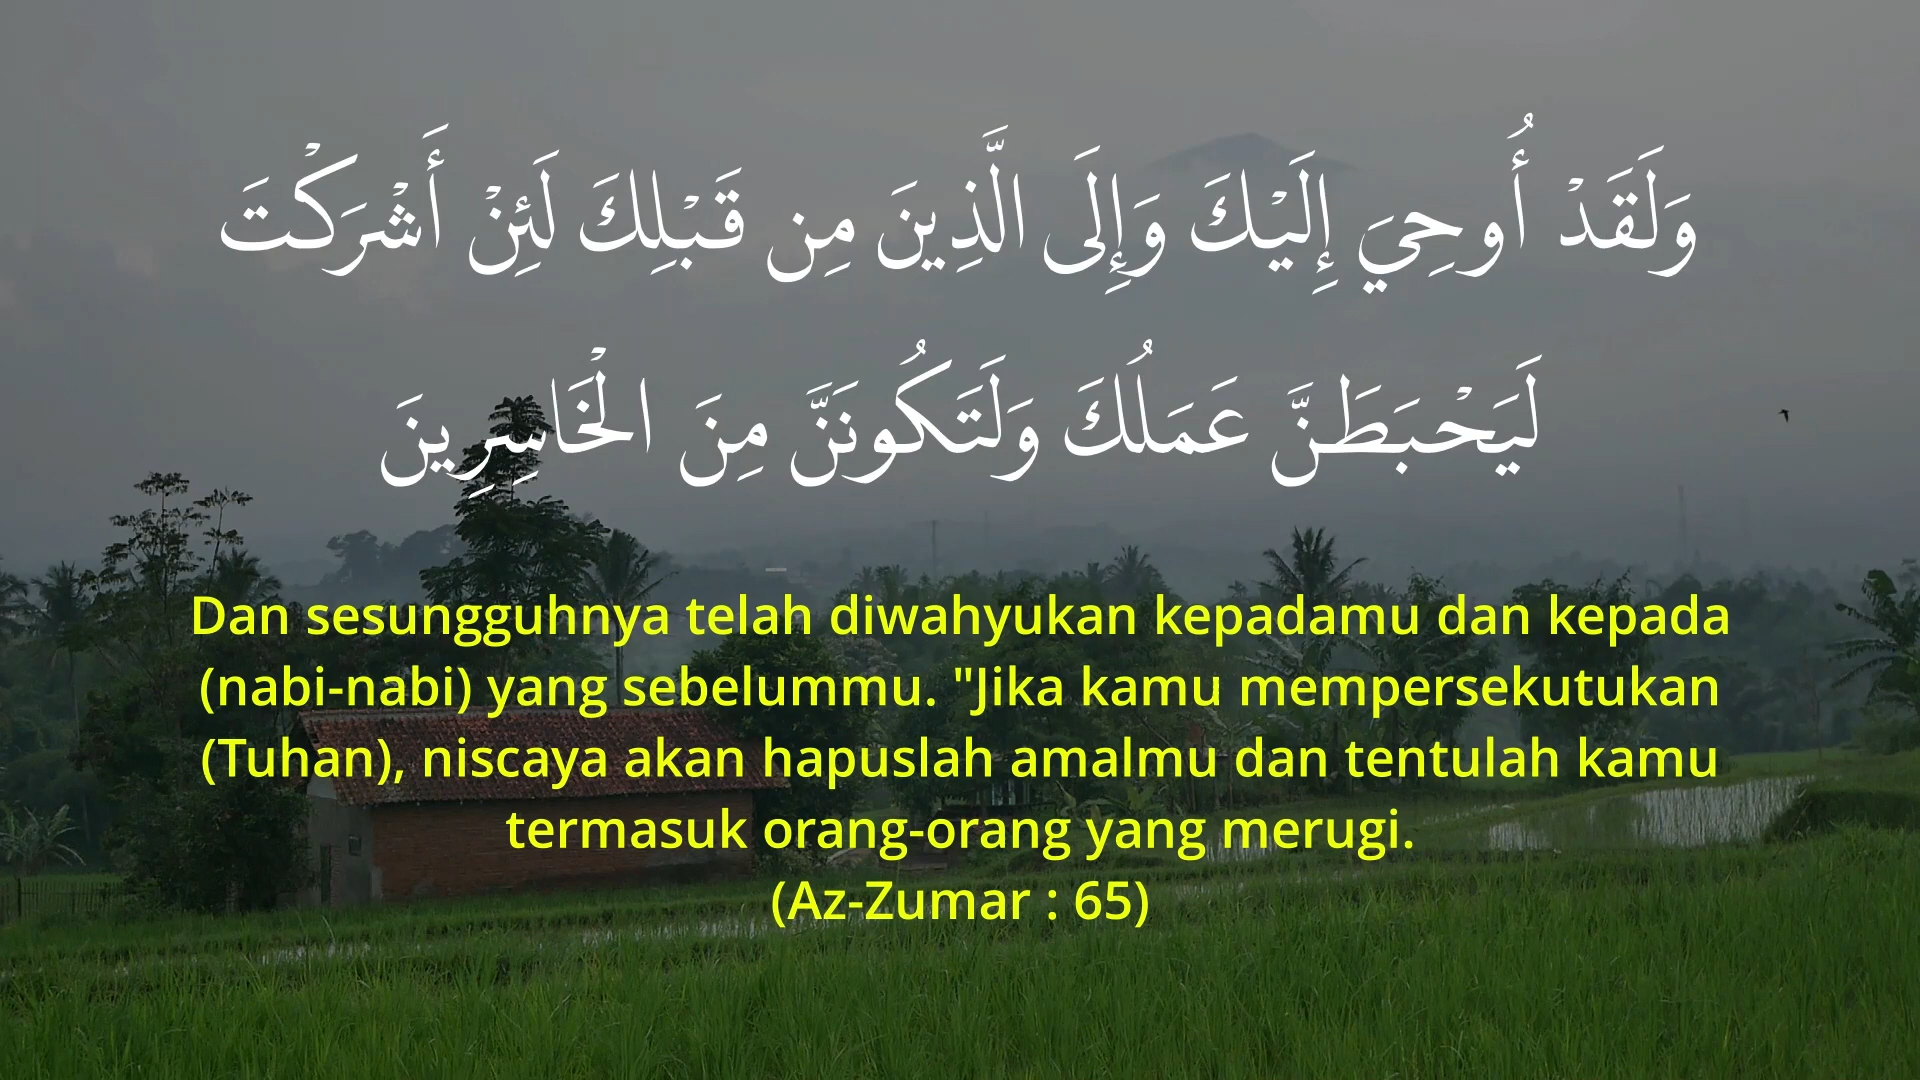 وَلَقَدْ أُوحِيَ إِلَيْكَ وَإِلَى الَّذِينَ مِن قَبْلِكَ لَئِنْ أَشْرَكْتَ
لَيَحْبَطَنَّ عَمَلُكَ وَلَتَكُونَنَّ مِنَ الْخَاسِرِينَ
Dan sesungguhnya telah diwahyukan kepadamu dan kepada
(nabi-nabi) yang sebelummu. "Jika kamu mempersekutukan
(Tuhan), niscaya akan hapuslah amalmu dan tentulah kamu
termasuk orang-orang yang merugi.
(Az-Zumar : 65)